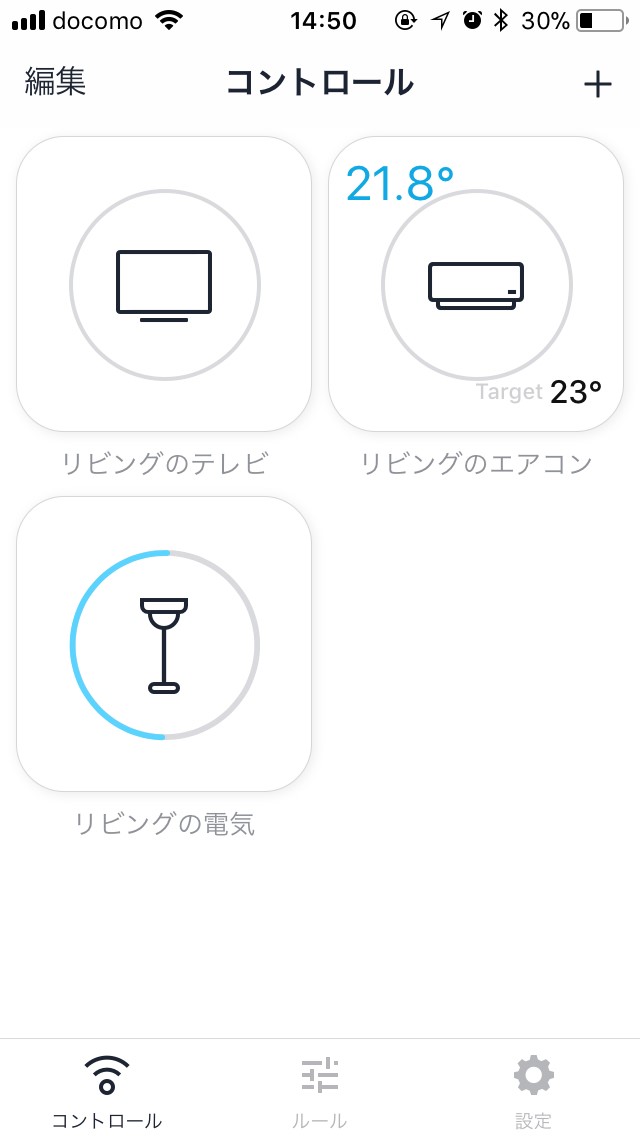 docomo 14:50 30%
編集 コントロール +
21.8°
Target 23°
リビングのテレビ リビングのエアコン
リビングの電気
コントロール ルール 設定